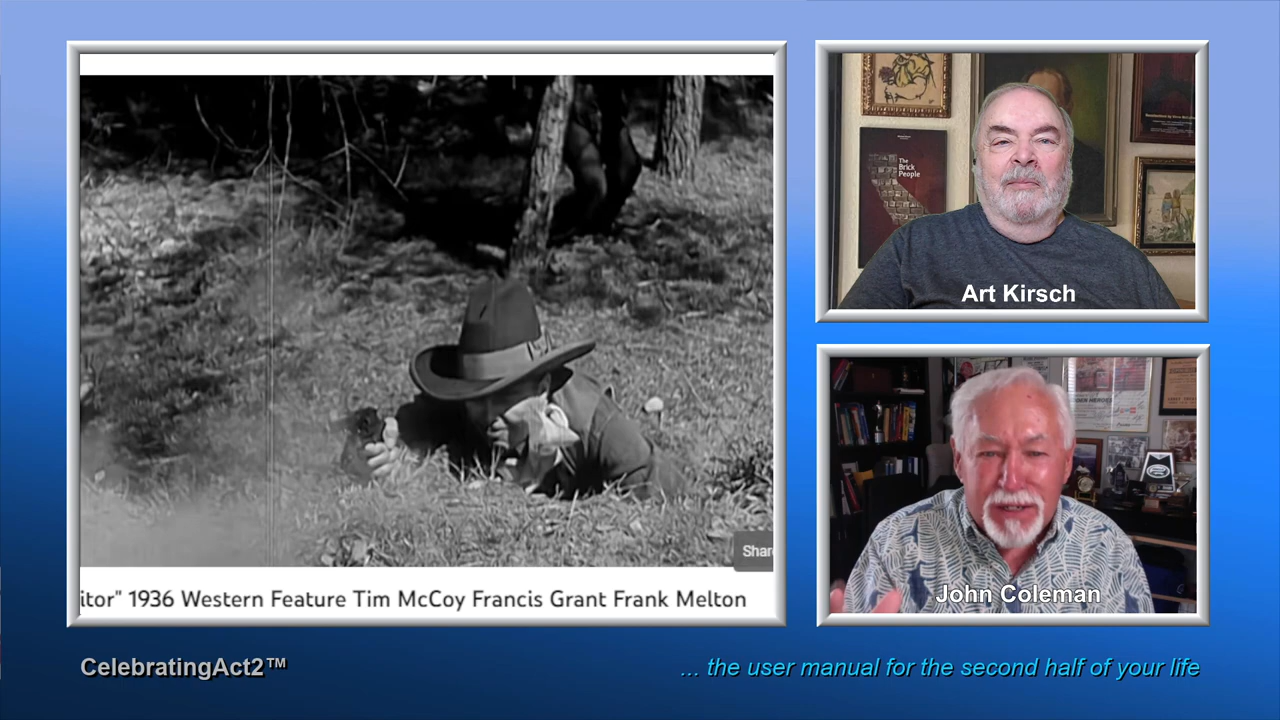 The
Brick
People
Art Kirsch
Shar
itor" 1936 Western Feature Tim McCoy Francis Grant Frank Melton
John Coleman
CelebratingAct2™
... the user manual for the second half of your life